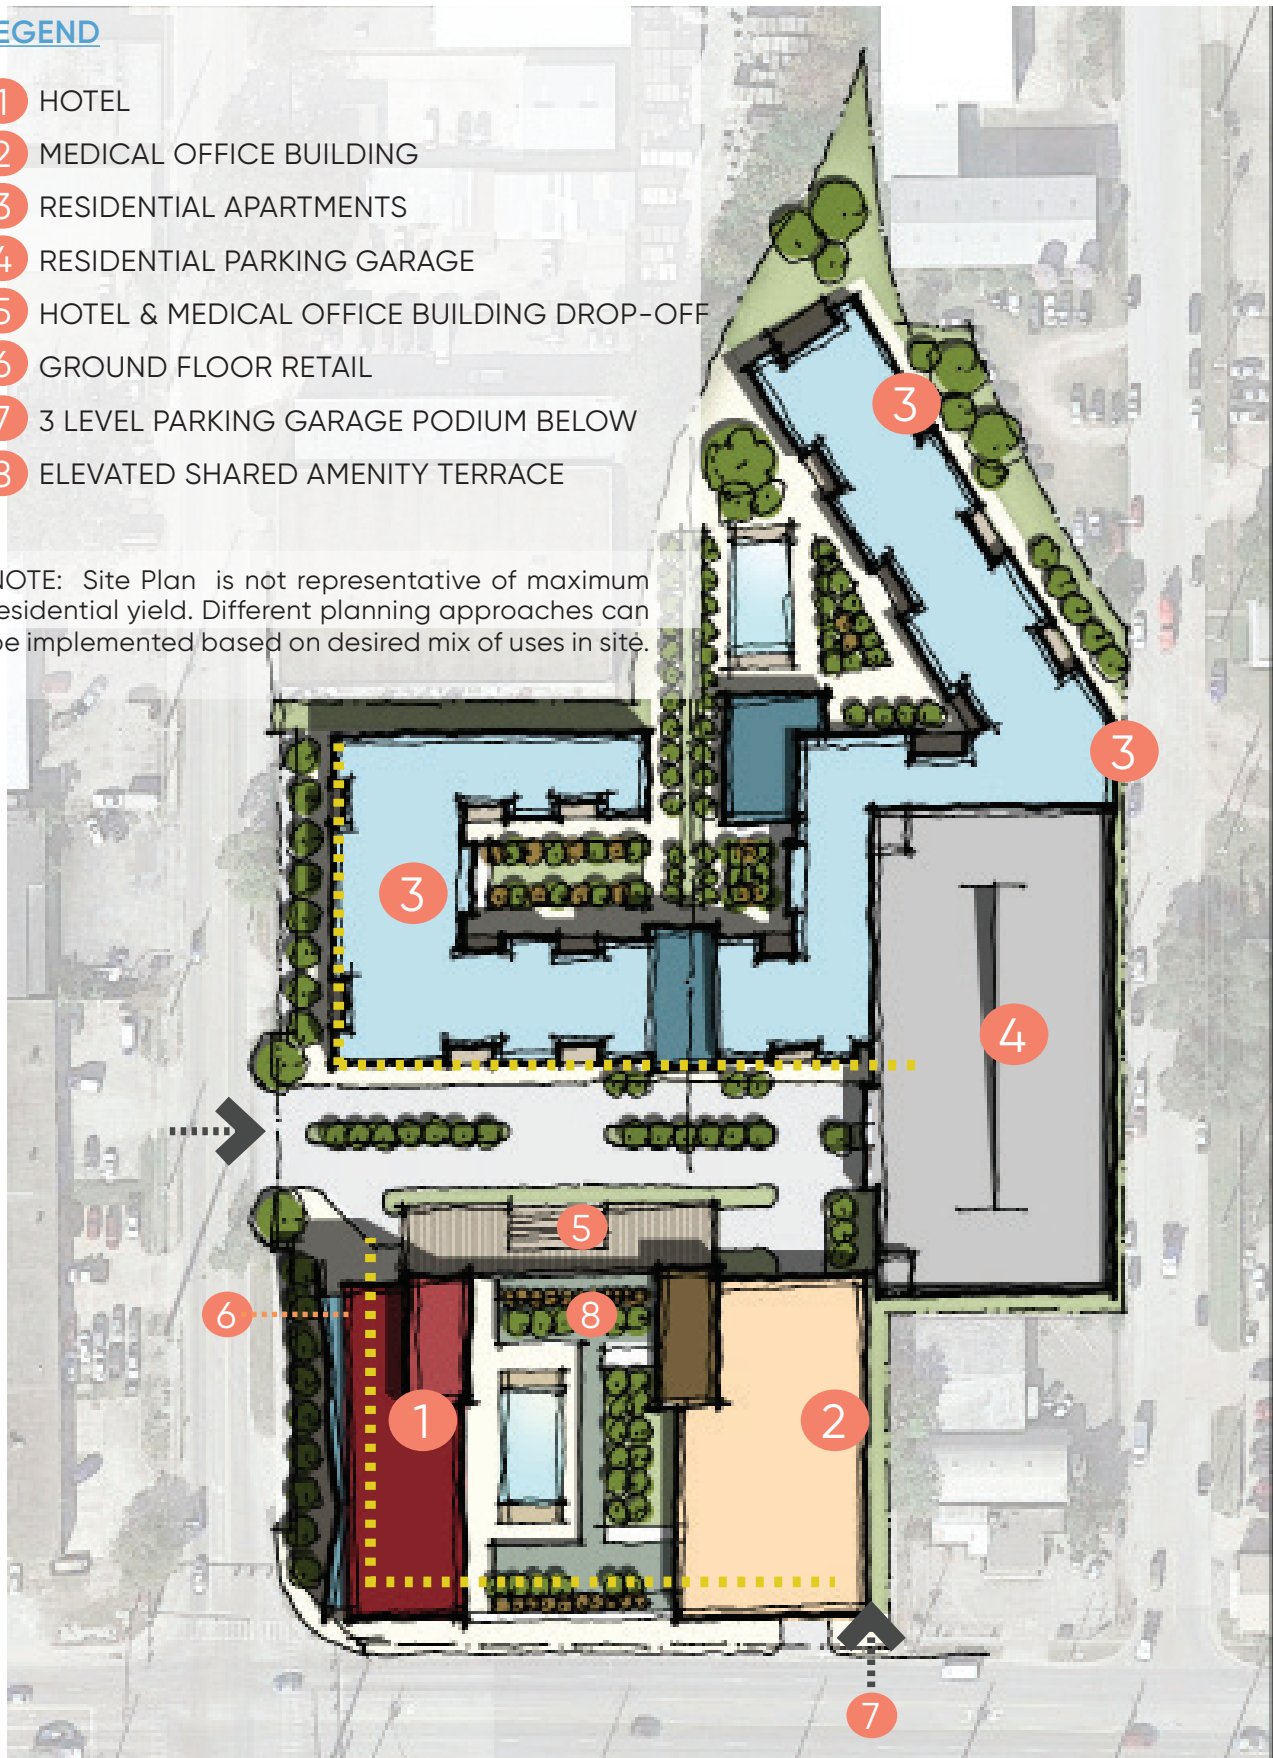 EGEND
1 HOTEL
2 MEDICAL OFFICE BUILDING
3 RESIDENTIAL APARTMENTS
4 RESIDENTIAL PARKING GARAGE
5 HOTEL & MEDICAL OFFICE BUILDING DROP-OFF
6 GROUND FLOOR RETAIL
7 3 LEVEL PARKING GARAGE PODIUM BELOW
8 ELEVATED SHARED AMENITY TERRACE
NOTE: Site Plan is not representative of maximum
residential yield. Different planning approaches can
be implemented based on desired mix of uses in site.
3
3
3
4
5
6
8
1
2
7